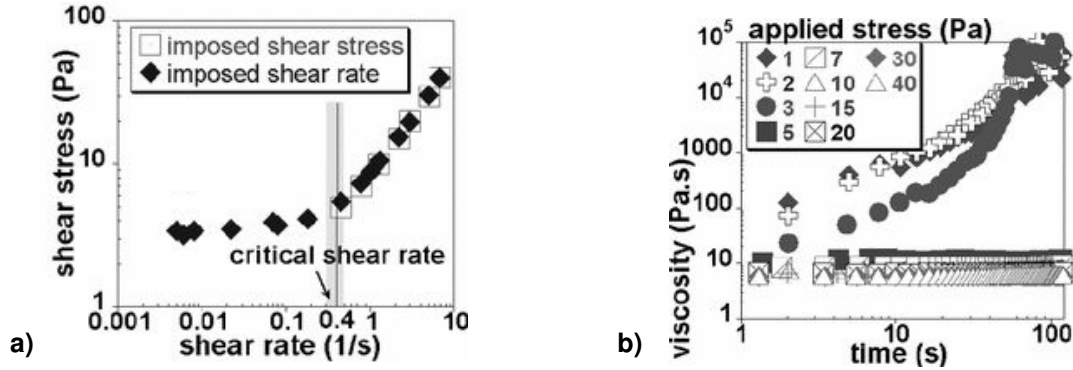 100
shear stress (Pa)
imposed shear stress
imposed shear rate
10
critical shear rate
1
0.001
0.01
0.1
0.4
1
10
shear rate (1/s)
a)
applied stress (Pa)
1 7 30
2 10 40
3 15
5 20
10⁵
10⁴
1000
100
10
1
viscosity (Pa.s)
1
10
100
time (s)
b)